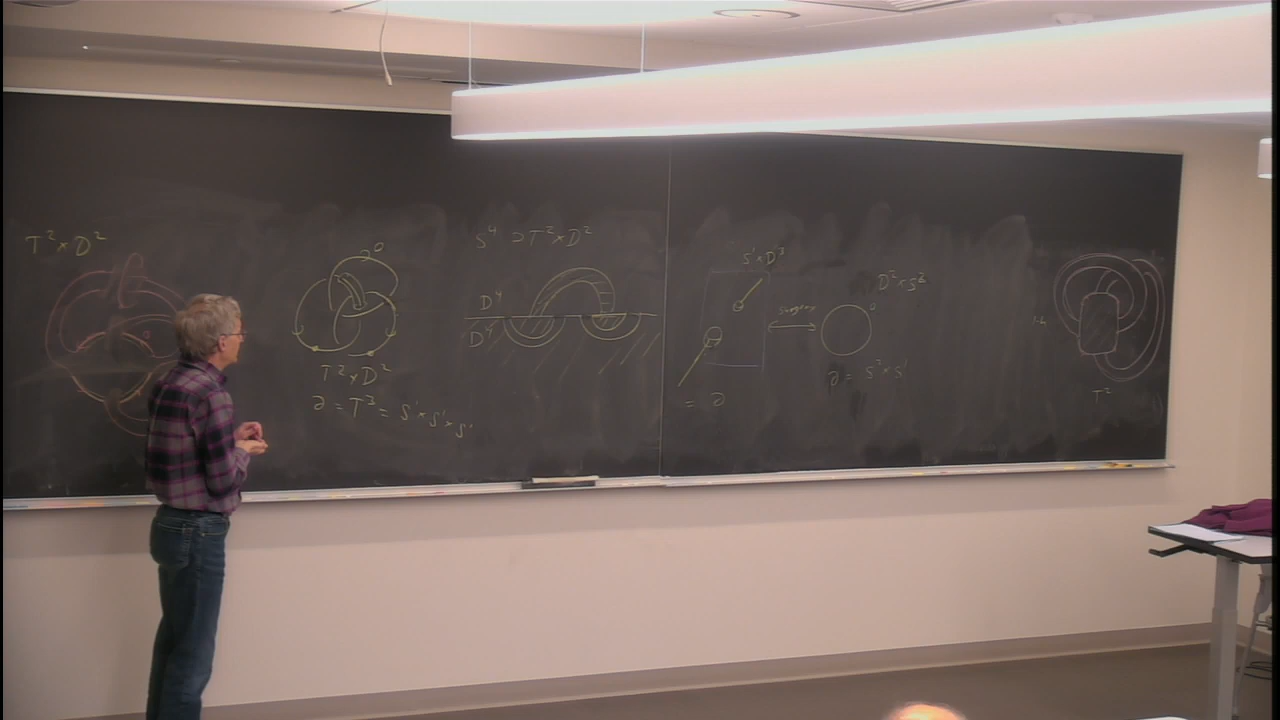 T² × D²
0
0
T² × D²
∂ = T³ = S¹ × S¹ × S¹
S⁴ ⊃ T² × D²
D⁴
D⁴
S¹ × D³
= ∂
surgery
0
D² × S²
∂ = S² × S¹
T²